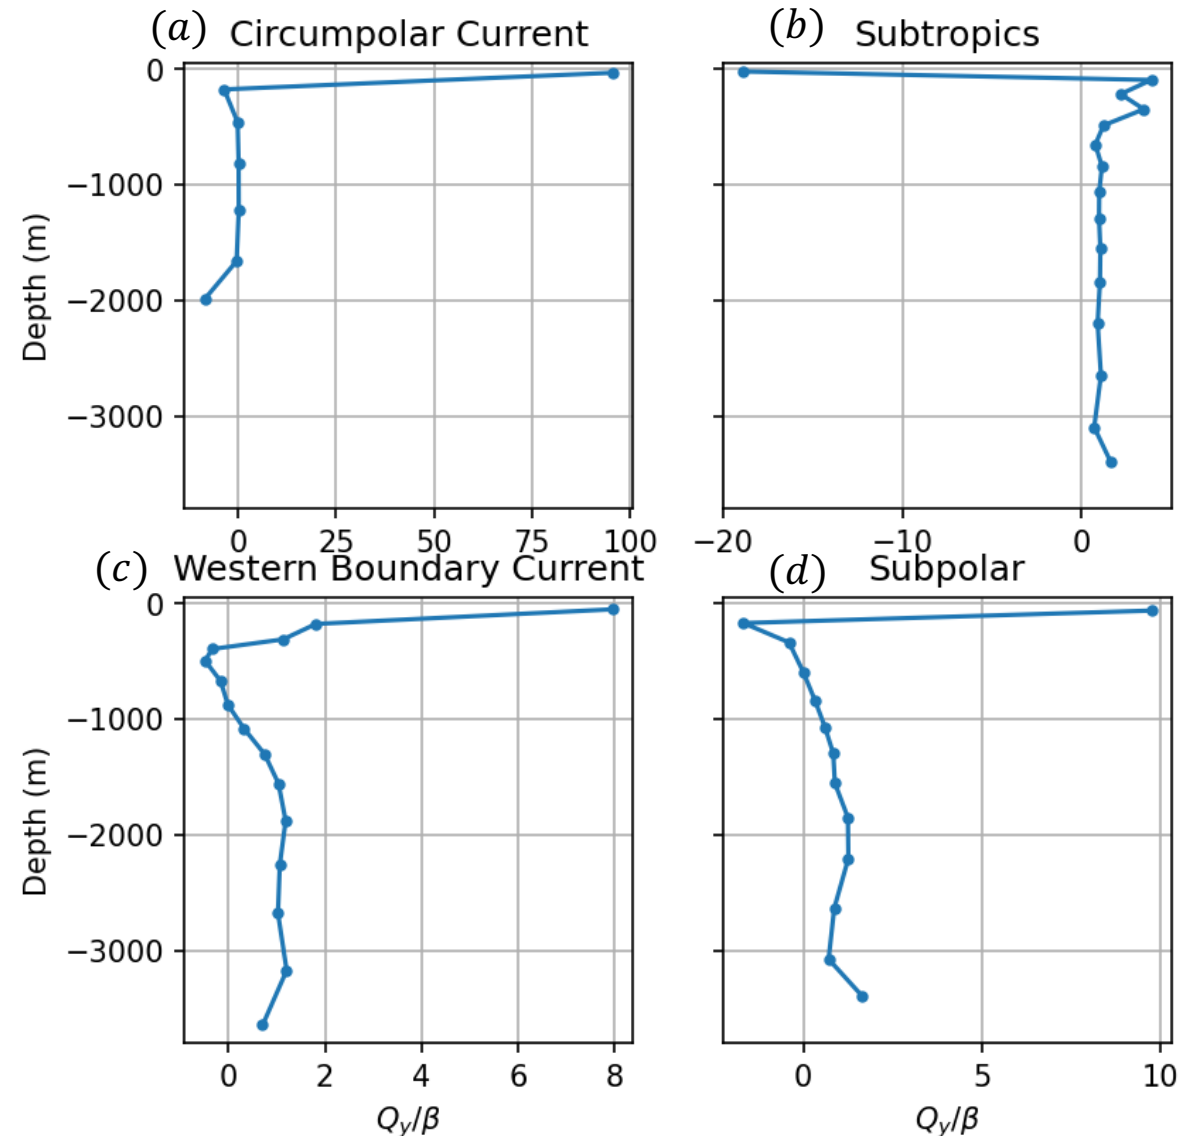 (a) Circumpolar Current
(b) Subtropics
0
−1000
−2000
−3000
Depth (m)
0 25 50 75 100
−20 −10 0
(c) Western Boundary Current
(d) Subpolar
0
−1000
−2000
−3000
Depth (m)
0 2 4 6 8
0 5 10
Q_y/β
Q_y/β